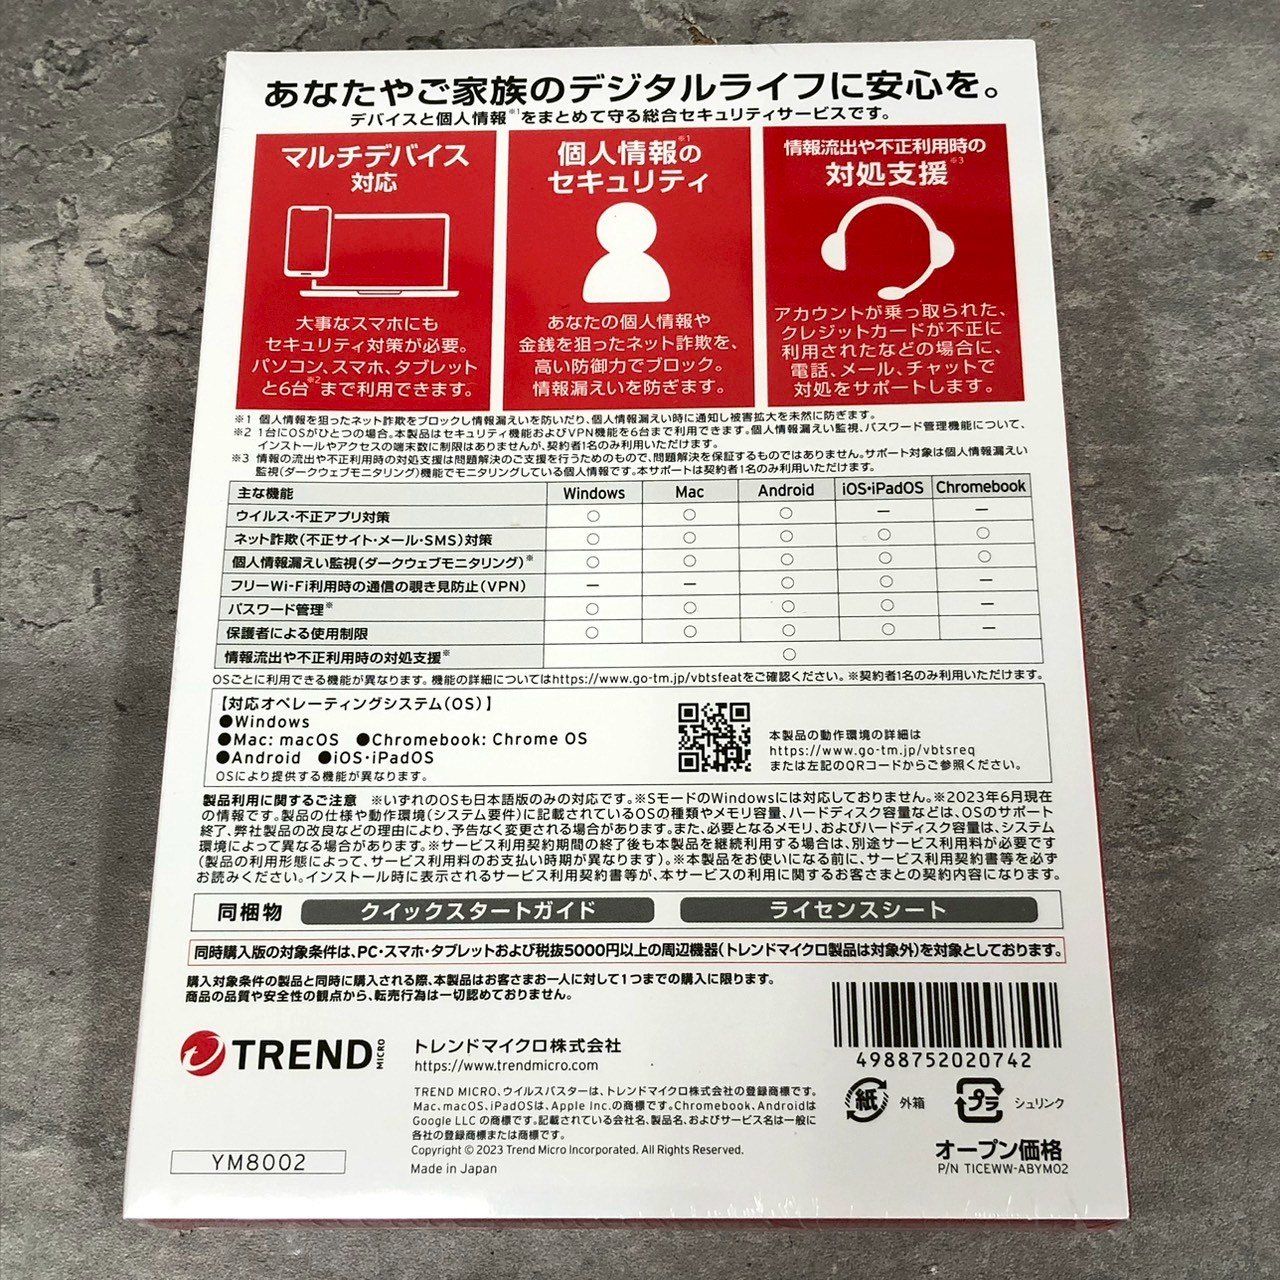 あなたやご家族のデジタルライフに安心を。
デバイスと個人情報※1をまとめて守る総合セキュリティサービスです。
マルチデバイス
対応
大事なスマホにも
セキュリティ対策が必要。
パソコン、スマホ、タブレット
と6台※2まで利用できます。
個人情報の※1
セキュリティ
あなたの個人情報や
金銭を狙ったネット詐欺を、
高い防御力でブロック。
情報漏えいを防ぎます。
情報流出や不正利用時の
対処支援※3
アカウントが乗っ取られた、
クレジットカードが不正に
利用されたなどの場合に、
電話、メール、チャットで
対処をサポートします。
※1 個人情報を狙ったネット詐欺をブロックし情報漏えいを防いだり、個人情報漏えい時に通知し被害拡大を未然に防ぎます。
※2 1台にOSがひとつの場合。本製品はセキュリティ機能およびVPN機能を6台まで利用できます。個人情報漏えい監視、パスワード管理機能について、
インストールやアクセスの端末数に制限はありませんが、契約者1名のみ利用いただけます。
※3 情報の流出や不正利用時の対処支援は問題解決のご支援を行うためのもので、問題解決を保証するものではありません。サポート対象は個人情報漏えい
監視(ダークウェブモニタリング)機能でモニタリングしている個人情報です。本サポートは契約者1名のみ利用いただけます。
主な機能 Windows Mac Android iOS・iPadOS Chromebook
ウイルス・不正アプリ対策 ○ ○ ○ ー ー
ネット詐欺(不正サイト・メール・SMS)対策 ○ ○ ○ ○ ○
個人情報漏えい監視(ダークウェブモニタリング)※ ○ ○ ○ ○ ○
フリーWi-Fi利用時の通信の覗き見防止(VPN) ー ー ○ ○ ー
パスワード管理※ ○ ○ ○ ○ ー
保護者による使用制限 ○ ○ ○ ○ ー
情報流出や不正利用時の対処支援※ ○
OSごとに利用できる機能が異なります。機能の詳細についてはhttps://www.go-tm.jp/vbtsfeatをご確認ください。※契約者1名のみ利用いただけます。
【対応オペレーティングシステム(OS)】
●Windows
●Mac: macOS ●Chromebook: Chrome OS
●Android ●iOS・iPadOS
OSにより提供する機能が異なります。
本製品の動作環境の詳細は
https://www.go-tm.jp/vbtsreq
または左記のQRコードからご参照ください。
製品利用に関するご注意 ※いずれのOSも日本語版のみの対応です。※SモードのWindowsには対応しておりません。※2023年6月現在
の情報です。製品の仕様や動作環境(システム要件)に記載されているOSの種類やメモリ容量、ハードディスク容量などは、OSのサポート
終了、弊社製品の改良などの理由により、予告なく変更される場合があります。また、必要となるメモリ、およびハードディスク容量は、システム
環境によって異なる場合があります。※サービス利用契約期間の終了後も本製品を継続利用する場合は、別途サービス利用料が必要です
(製品の利用形態によって、サービス利用料のお支払い時期が異なります)。※本製品をお使いになる前に、サービス利用契約書等を必ず
お読みください。インストール時に表示されるサービス利用契約書等が、本サービスの利用に関するお客さまとの契約内容になります。
同梱物 クイックスタートガイド ライセンスシート
同時購入版の対象条件は、PC・スマホ・タブレットおよび税抜5000円以上の周辺機器(トレンドマイクロ製品は対象外)を対象としております。
購入対象条件の製品と同時に購入される際、本製品はお客さまお一人に対して1つまでの購入に限ります。
商品の品質や安全性の観点から、転売行為は一切認めておりません。
TREND MICRO
トレンドマイクロ株式会社
https://www.trendmicro.com
TREND MICRO、ウイルスバスターは、トレンドマイクロ株式会社の登録商標です。
Mac、macOS、iPadOSは、Apple Inc.の商標です。Chromebook、Androidは
Google LLC の商標です。記載されている会社名、製品名、およびサービス名は一般に
各社の登録商標または商標です。
Copyright © 2023 Trend Micro Incorporated. All Rights Reserved.
Made in Japan
YM8002
4988752020742
紙 外箱 プラ シュリンク
オープン価格
P/N TICEWW-ABYM02